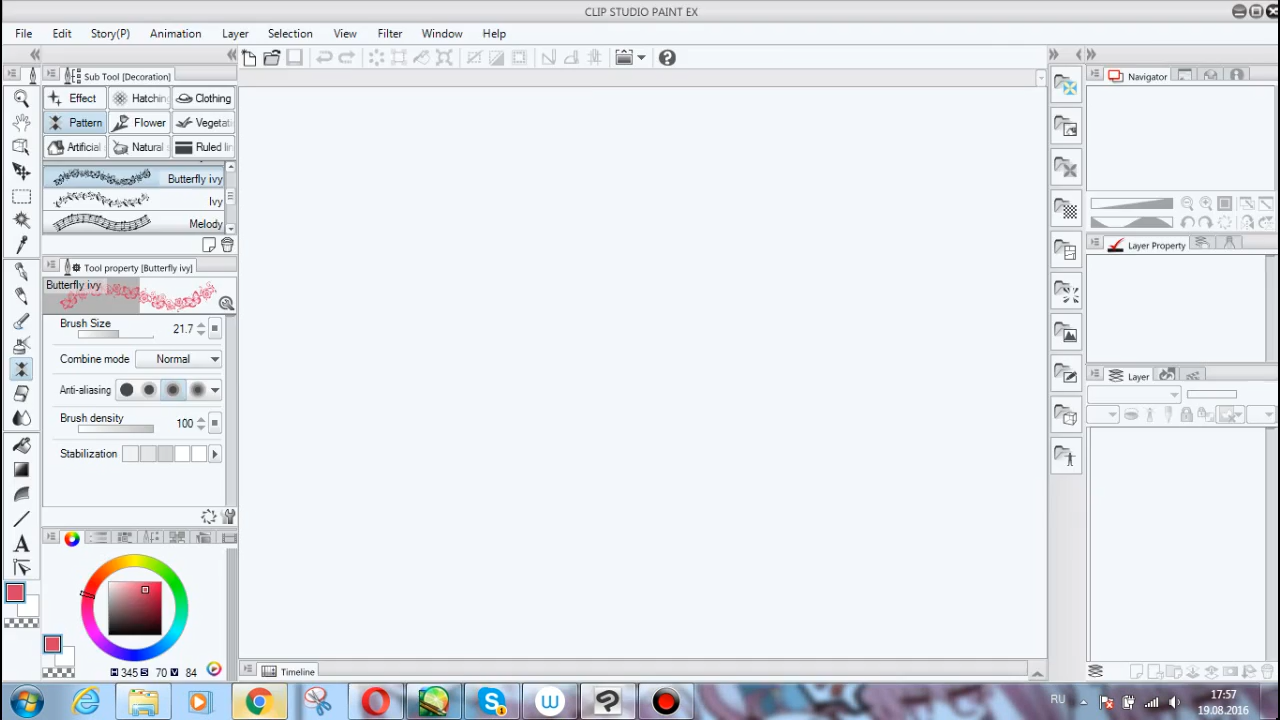 CLIP STUDIO PAINT EX
File Edit Story(P) Animation Layer Selection View Filter Window Help
Sub Tool [Decoration]
Effect Hatchin Clothing
Pattern Flower Vegetati
Artificial Natural Ruled lin
Butterfly ivy
Ivy
Melody
Tool property [Butterfly ivy]
Butterfly ivy
Brush Size 21.7
Combine mode Normal
Anti-aliasing
Brush density 100
Stabilization
H 345 S 70 V 84
Timeline
Navigator
Layer Property
Layer
RU
17:57
19.08.2016